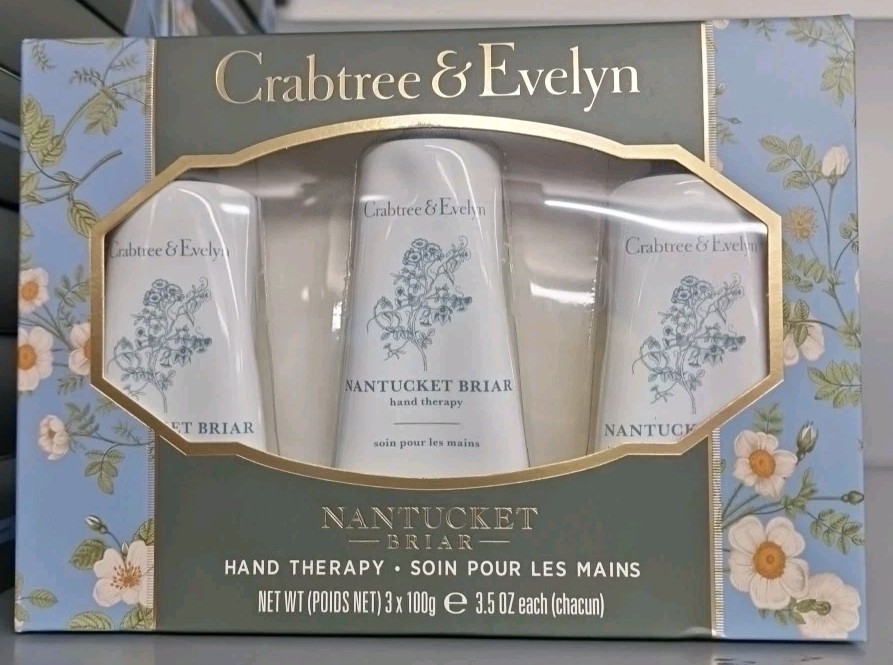 Crabtree & Evelyn
Crabtree & Evelyn
NANTUCKET BRIAR
hand therapy
soin pour les mains
Crabtree & Evelyn
ET BRIAR
Crabtree & Evelyn
NANTUCK
NANTUCKET
BRIAR
HAND THERAPY • SOIN POUR LES MAINS
NET WT (POIDS NET) 3 x 100g ℮ 3.5 OZ each (chacun)